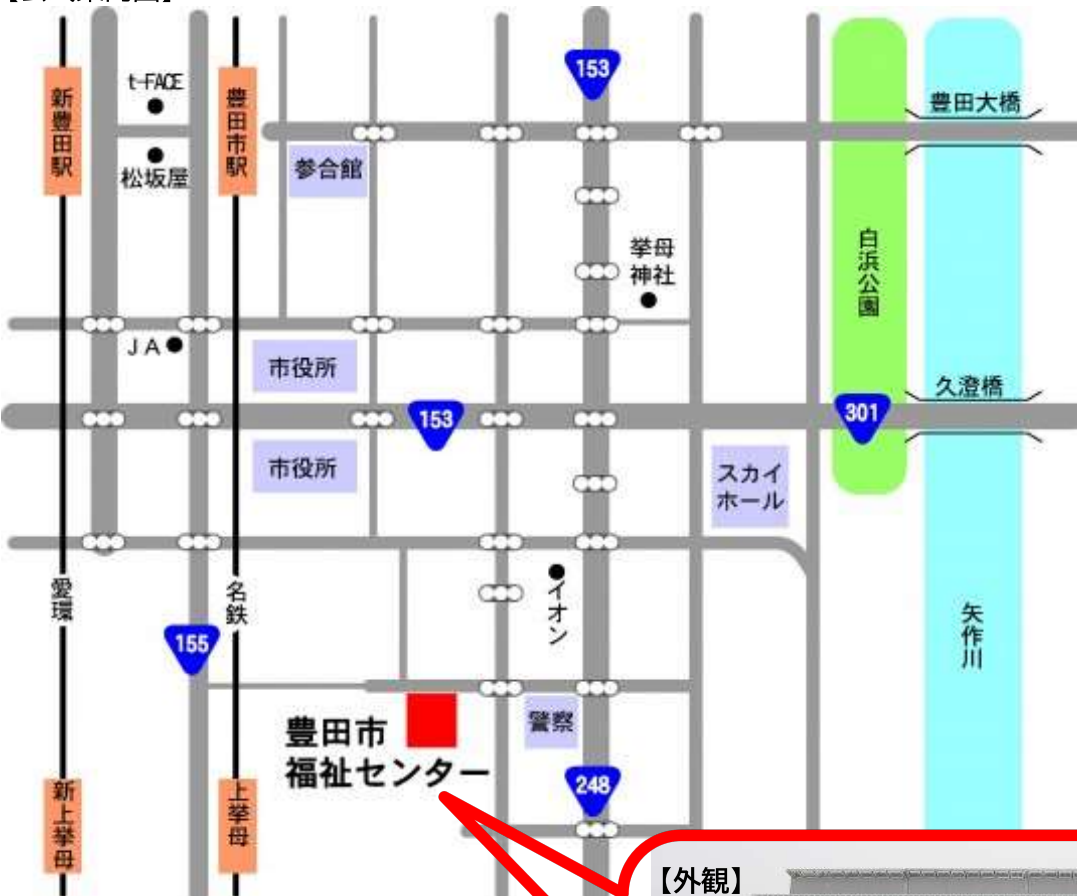 t-FACE
153
新豊田駅
豊田市駅
豊田大橋
松坂屋
参合館
挙母
神社
白浜公園
JA
市役所
久澄橋
153
301
市役所
スカイ
ホール
愛環
名鉄
イオン
矢作川
155
豊田市
福祉センター
警察
248
新上挙母
上挙母
【外観】